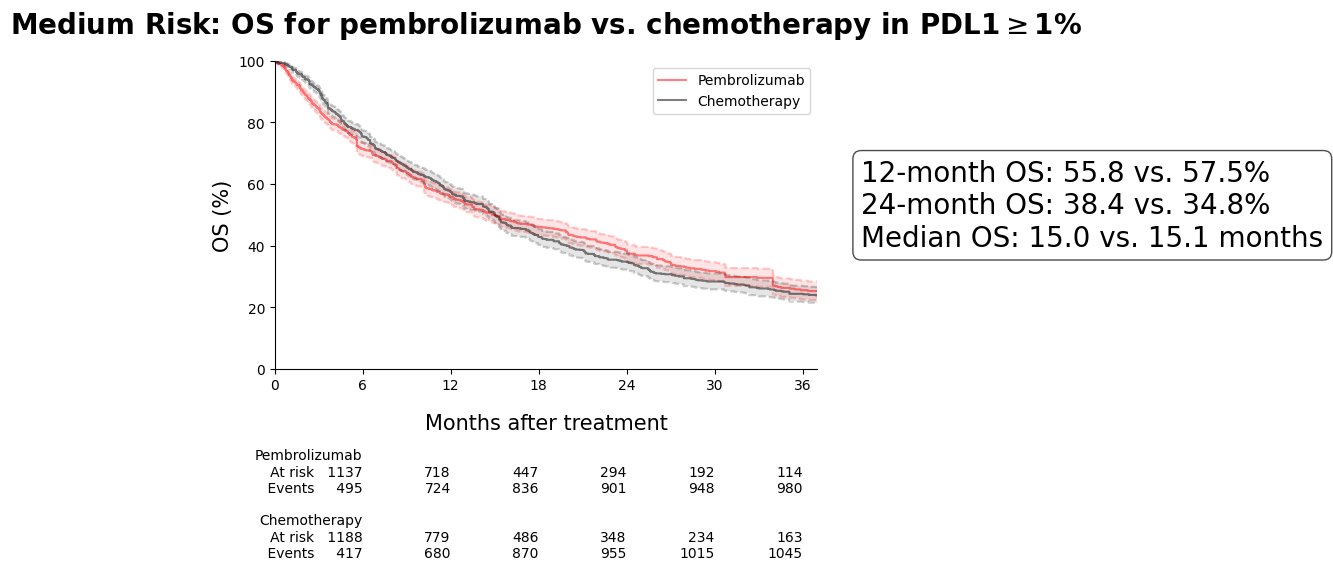 Medium Risk: OS for pembrolizumab vs. chemotherapy in PDL1 ≥ 1%
100
80
60
40
20
0
OS (%)
Pembrolizumab
Chemotherapy
12-month OS: 55.8 vs. 57.5%
24-month OS: 38.4 vs. 34.8%
Median OS: 15.0 vs. 15.1 months
0 6 12 18 24 30 36
Months after treatment
Pembrolizumab
At risk 1137 718 447 294 192 114
Events 495 724 836 901 948 980
Chemotherapy
At risk 1188 779 486 348 234 163
Events 417 680 870 955 1015 1045